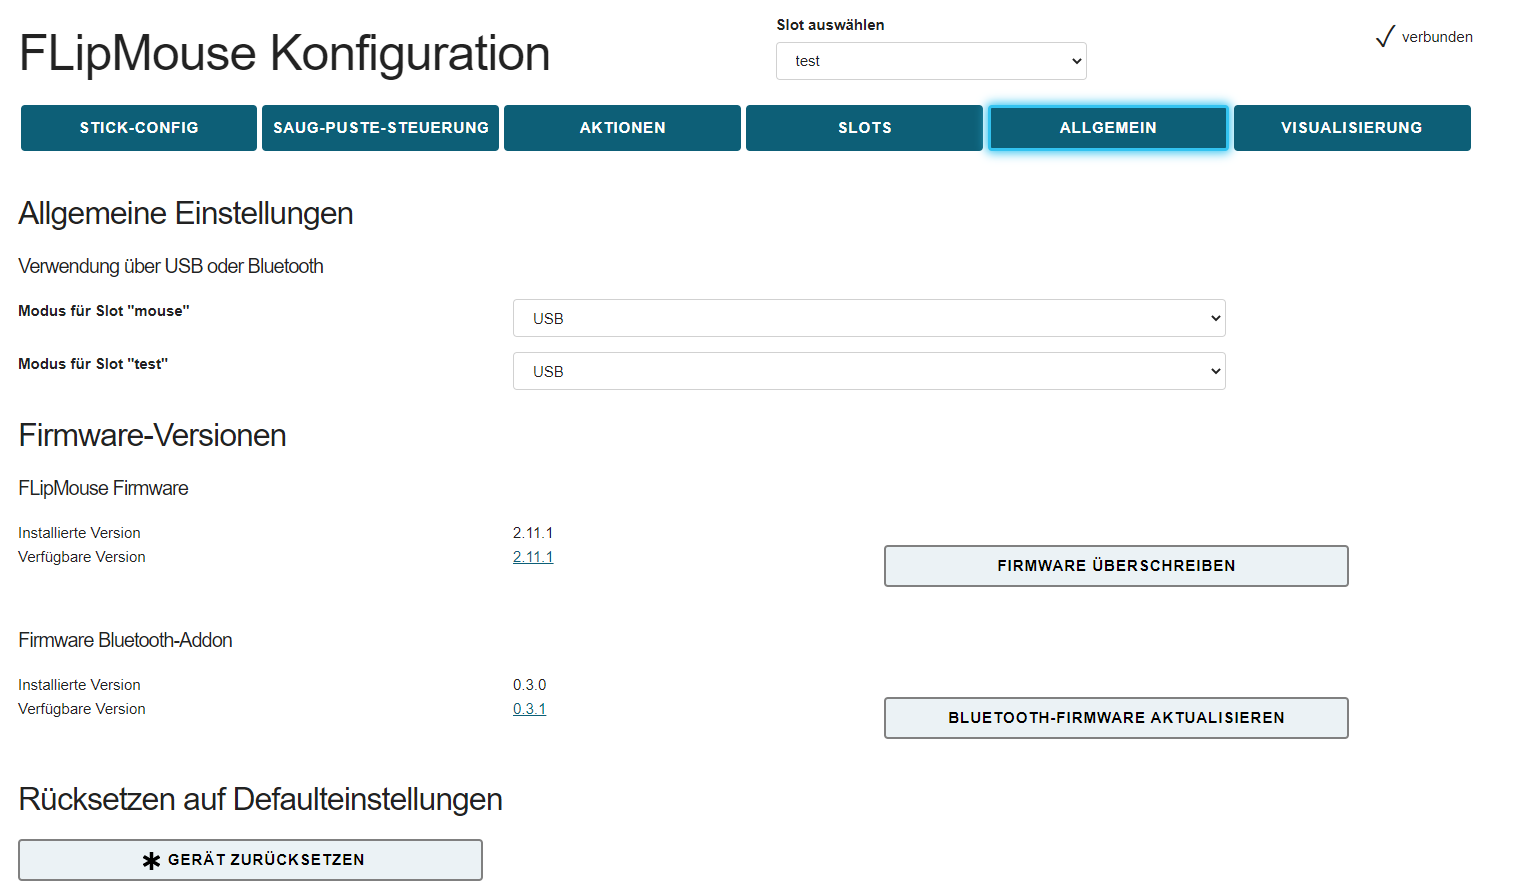 FLipMouse Konfiguration
Slot auswählen
test
verbunden
STICK-CONFIG
SAUG-PUSTE-STEUERUNG
AKTIONEN
SLOTS
ALLGEMEIN
VISUALISIERUNG
Allgemeine Einstellungen
Verwendung über USB oder Bluetooth
Modus für Slot "mouse"
USB
Modus für Slot "test"
USB
Firmware-Versionen
FLipMouse Firmware
Installierte Version 2.11.1
Verfügbare Version 2.11.1
FIRMWARE ÜBERSCHREIBEN
Firmware Bluetooth-Addon
Installierte Version 0.3.0
Verfügbare Version 0.3.1
BLUETOOTH-FIRMWARE AKTUALISIEREN
Rücksetzen auf Defaulteinstellungen
GERÄT ZURÜCKSETZEN